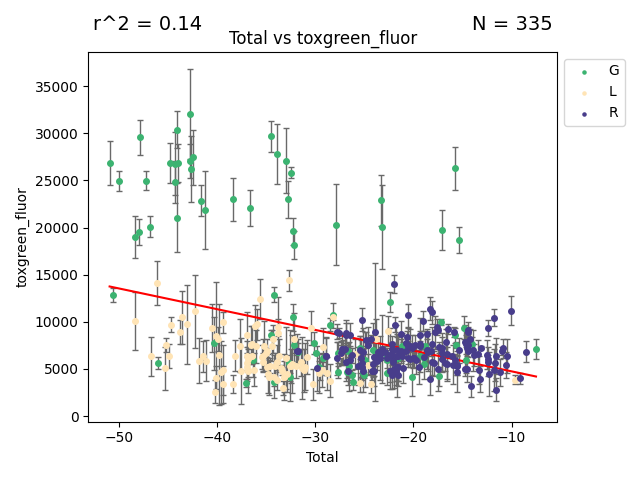 r^2 = 0.14 N = 335
Total vs toxgreen_fluor
35000
30000
25000
20000
15000
10000
5000
0
toxgreen_fluor
−50 −40 −30 −20 −10
Total
G
L
R